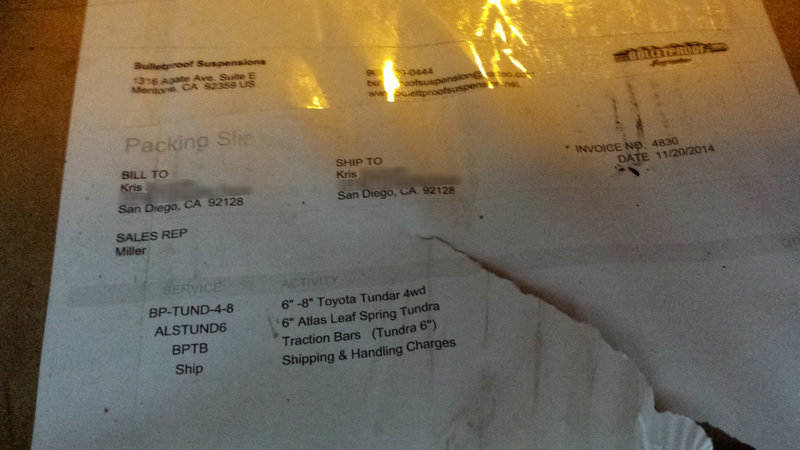 Bulletproof Suspensions
1316 Agate Ave. Suite E
Mentone, CA 92359 US
BULLETPROOF
Packing Slip
INVOICE NO. 4830
DATE 11/20/2014
BILL TO
Kris
San Diego, CA 92128
SHIP TO
Kris
San Diego, CA 92128
SALES REP
Miller
SERVICE ACTIVITY
BP-TUND-4-8 6" -8" Toyota Tundar 4wd
ALSTUND6 6" Atlas Leaf Spring Tundra
BPTB Traction Bars (Tundra 6")
Ship Shipping & Handling Charges